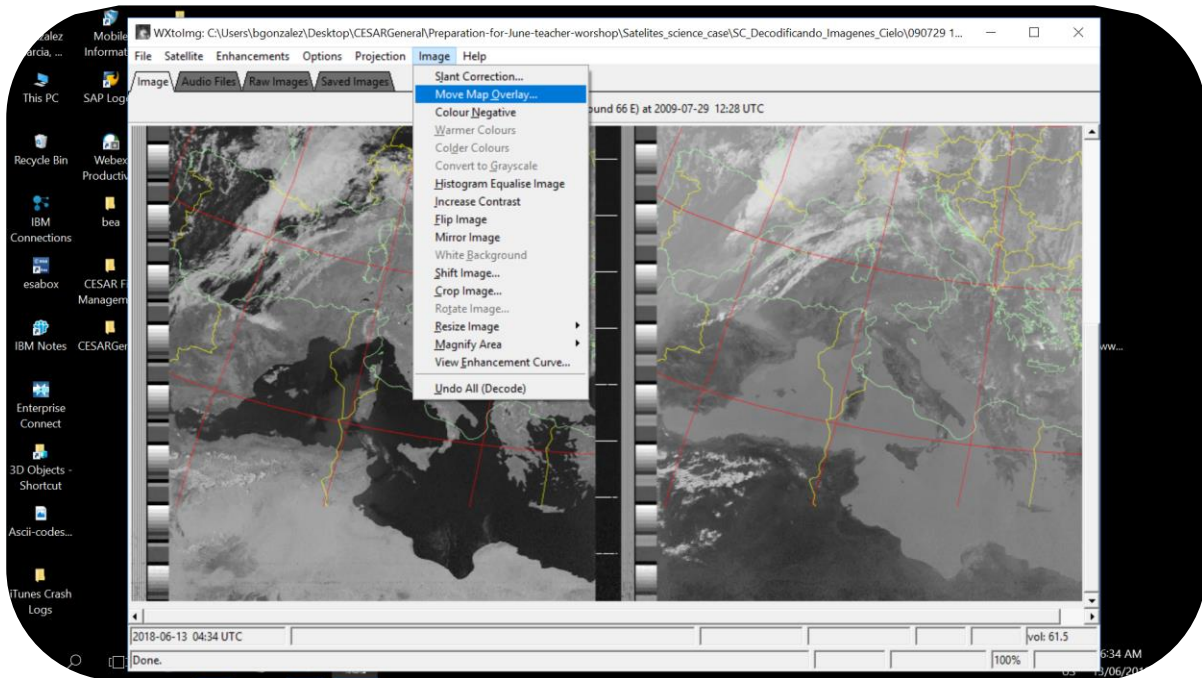 WXtoImg: C:\Users\bgonzalez\Desktop\CESARGeneral\Preparation-for-June-teacher-worshop\Satelites_science_case\SC_Decodificando_Imagenes_Cielo\090729 1...
File Satellite Enhancements Options Projection Image Help
Image Audio Files Raw Images Saved Images
66 E) at 2009-07-29 12:28 UTC
Slant Correction...
Move Map Overlay...
Colour Negative
Warmer Colours
Colder Colours
Convert to Grayscale
Histogram Equalise Image
Increase Contrast
Flip Image
Mirror Image
White Background
Shift Image...
Crop Image...
Rotate Image...
Resize Image
Magnify Area
View Enhancement Curve...
Undo All (Decode)
Mobile
Informat
This PC
SAP Log
Recycle Bin
Webex
Productiv
IBM
Connections
bea
esabox
CESAR Fi
Managem
IBM Notes
CESARGer
Enterprise
Connect
3D Objects -
Shortcut
Ascii-codes...
iTunes Crash
Logs
ww...
2018-06-13 04:34 UTC
vol: 61.5
Done.
100%
6:34 AM